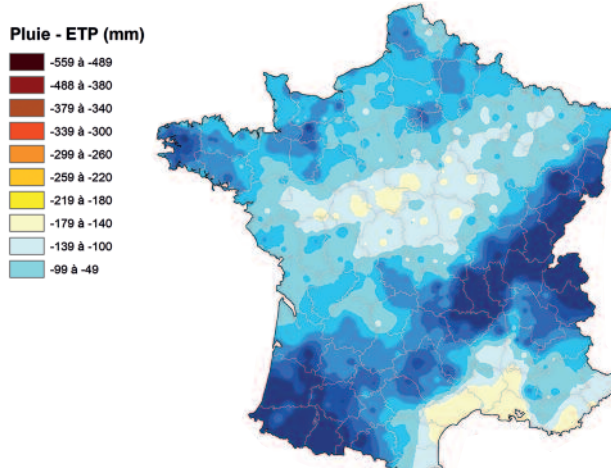 Pluie - ETP (mm)
-559 à -489
-488 à -380
-379 à -340
-339 à -300
-299 à -260
-259 à -220
-219 à -180
-179 à -140
-139 à -100
-99 à -49